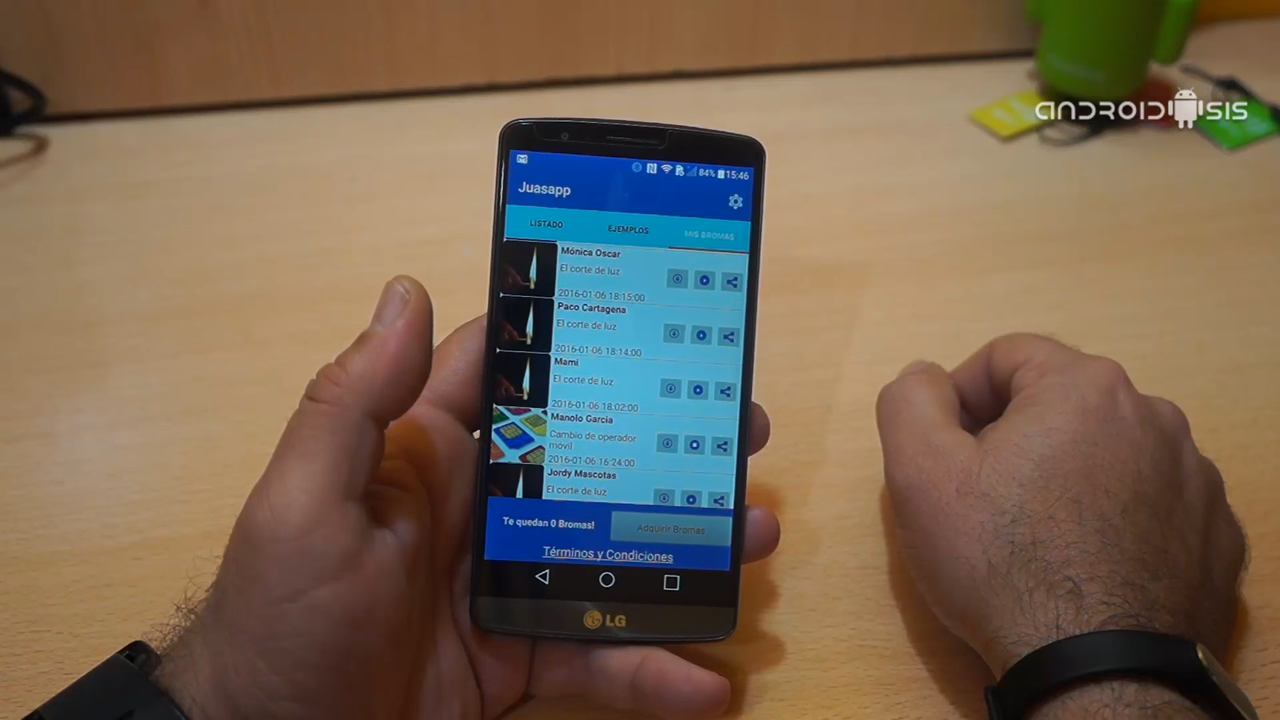 ANDROIDSIS
84% 15:46
Juasapp
LISTADO
EJEMPLOS
MIS BROMAS
Mónica Oscar
El corte de luz
2016-01-06 18:15:00
Paco Cartagena
El corte de luz
2016-01-06 18:14:00
Mami
El corte de luz
2016-01-06 18:02:00
Manolo Garcia
Cambio de operador
móvil
2016-01-06 16:24:00
Jordy Mascotas
El corte de luz
Te quedan 0 Bromas!
Adquirir Bromas
Términos y Condiciones
LG